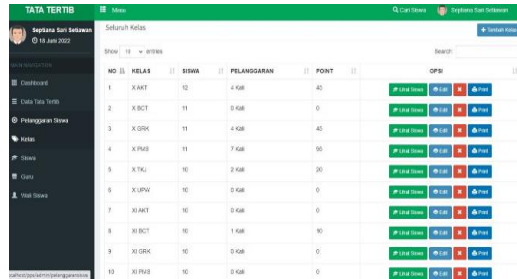 TATA TERTIB
Menu
Cari Siswa
Septiana Sari Setiawan
Septiana Sari Setiawan
18 Juni 2022
MAIN NAVIGATION
Dashboard
Data Tata Tertib
Pelanggaran Siswa
Kelas
Siswa
Guru
Wali Siswa
Seluruh Kelas
Show 10 entries
Search:
NO KELAS SISWA PELANGGARAN POINT OPSI
1 X AKT 12 4 Kali 45 Lihat Siswa Edit Print
2 X BCT 11 0 Kali 0 Lihat Siswa Edit Print
3 X GRK 11 4 Kali 45 Lihat Siswa Edit Print
4 X PMS 11 7 Kali Lihat Siswa Edit Print
5 X TKJ 10 2 Kali 20 Lihat Siswa Edit Print
6 X UPW 10 0 Kali 0 Lihat Siswa Edit Print
7 XI AKT 10 0 Kali 0 Lihat Siswa Edit Print
8 XI BCT 10 1 Kali 10 Lihat Siswa Edit Print
9 XI GRK 10 0 Kali 0 Lihat Siswa Edit Print
10 XI PMS 10 0 Kali 0 Lihat Siswa Edit Print